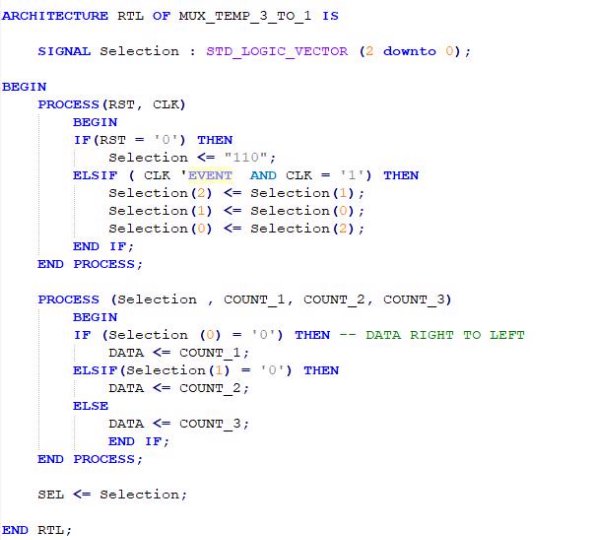 ARCHITECTURE RTL OF MUX_TEMP_3_TO_1 IS
SIGNAL Selection : STD_LOGIC_VECTOR (2 downto 0);
BEGIN
PROCESS(RST, CLK)
BEGIN
IF(RST = '0') THEN
Selection <= "110";
ELSIF ( CLK 'EVENT  AND CLK = '1') THEN
Selection(2) <= Selection(1);
Selection(1) <= Selection(0);
Selection(0) <= Selection(2);
END IF;
END PROCESS;
PROCESS (Selection , COUNT_1, COUNT_2, COUNT_3)
BEGIN
IF (Selection (0) = '0') THEN -- DATA RIGHT TO LEFT
DATA <= COUNT_1;
ELSIF(Selection(1) = '0') THEN
DATA <= COUNT_2;
ELSE
DATA <= COUNT_3;
END IF;
END PROCESS;
SEL <= Selection;
END RTL;